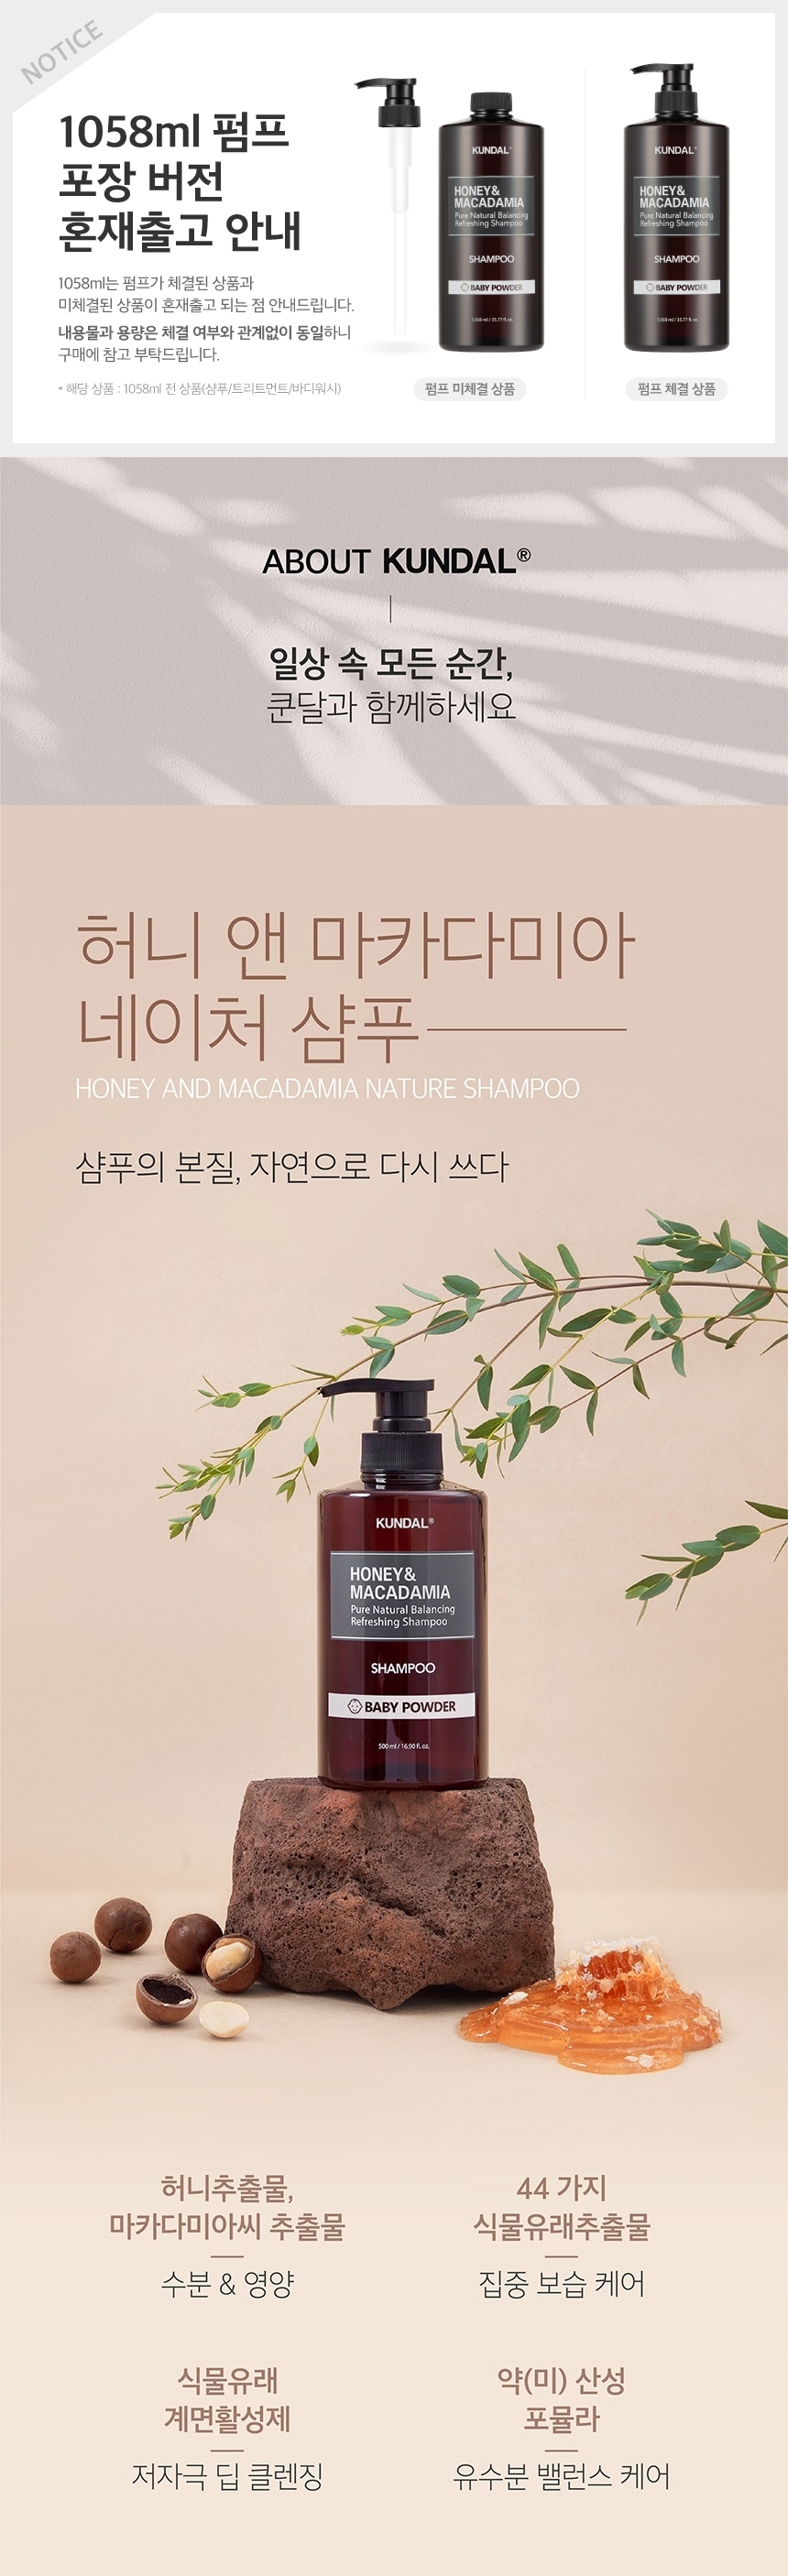 NOTICE
1058ml 펌프
포장 버전
혼재출고 안내
1058ml는 펌프가 체결된 상품과
미체결된 상품이 혼재출고 되는 점 안내드립니다.
내용물과 용량은 체결 여부와 관계없이 동일하니
구매에 참고 부탁드립니다.
* 해당 상품 : 1058ml 전 상품(샴푸/트리트먼트/바디워시)
KUNDAL®
HONEY&
MACADAMIA
Pure Natural Balancing
Refreshing Shampoo
SHAMPOO
BABY POWDER
1,058 ml / 35.77 fl. oz.
펌프 미체결 상품
KUNDAL®
HONEY&
MACADAMIA
Pure Natural Balancing
Refreshing Shampoo
SHAMPOO
BABY POWDER
1,058 ml / 35.77 fl. oz.
펌프 체결 상품
ABOUT KUNDAL®
일상 속 모든 순간,
쿤달과 함께하세요
허니 앤 마카다미아
네이처 샴푸
HONEY AND MACADAMIA NATURE SHAMPOO
샴푸의 본질, 자연으로 다시 쓰다
KUNDAL®
HONEY&
MACADAMIA
Pure Natural Balancing
Refreshing Shampoo
SHAMPOO
BABY POWDER
500 ml / 16.90 fl. oz.
허니추출물,
마카다미아씨 추출물
수분 & 영양
44 가지
식물유래추출물
집중 보습 케어
식물유래
계면활성제
저자극 딥 클렌징
약(미) 산성
포뮬라
유수분 밸런스 케어